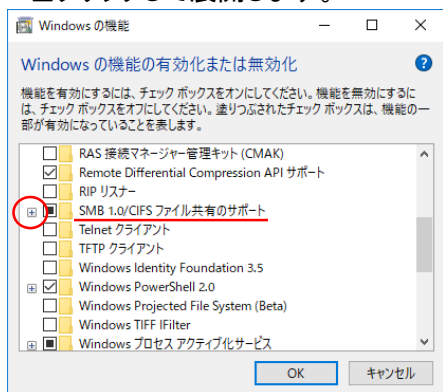 Windows の機能
Windows の機能の有効化または無効化
機能を有効にするには、チェック ボックスをオンにしてください。機能を無効にするに
は、チェック ボックスをオフにしてください。塗りつぶされたチェック ボックスは、機能の一
部が有効になっていることを表します。
RAS 接続マネージャー管理キット (CMAK)
Remote Differential Compression API サポート
RIP リスナー
SMB 1.0/CIFS ファイル共有のサポート
Telnet クライアント
TFTP クライアント
Windows Identity Foundation 3.5
Windows PowerShell 2.0
Windows Projected File System (Beta)
Windows TIFF IFilter
Windows プロセス アクティブ化サービス
OK
キャンセル